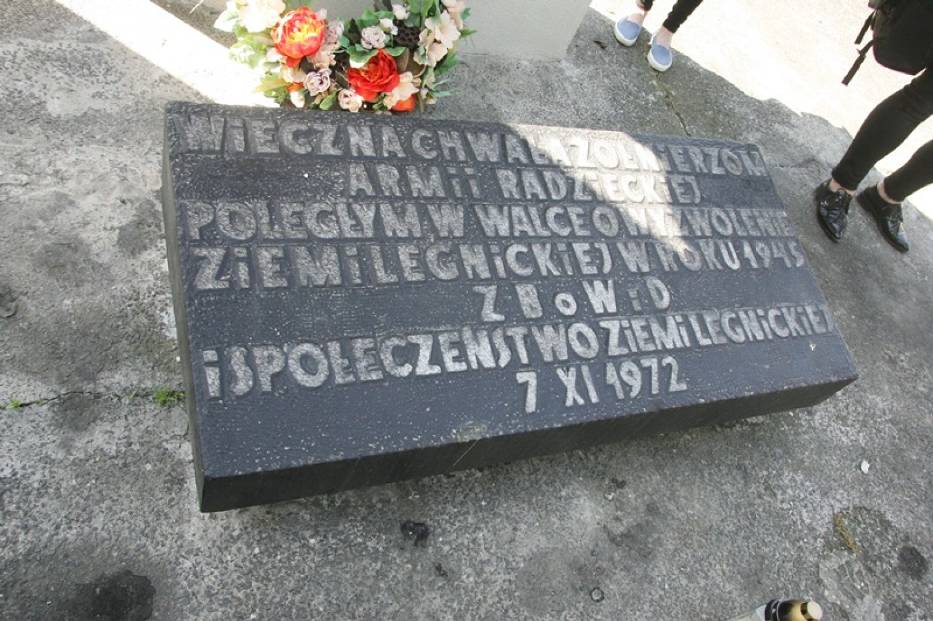 WIECZNA CHWAŁA ŻOŁNIERZOM
ARMII RADZIECKIEJ
POLEGŁYM W WALCE O WYZWOLENIE
ZIEMI LEGNICKIEJ W ROKU 1945
ZBoWiD
i SPOŁECZEŃSTWO ZIEMI LEGNICKIEJ
7 XI 1972